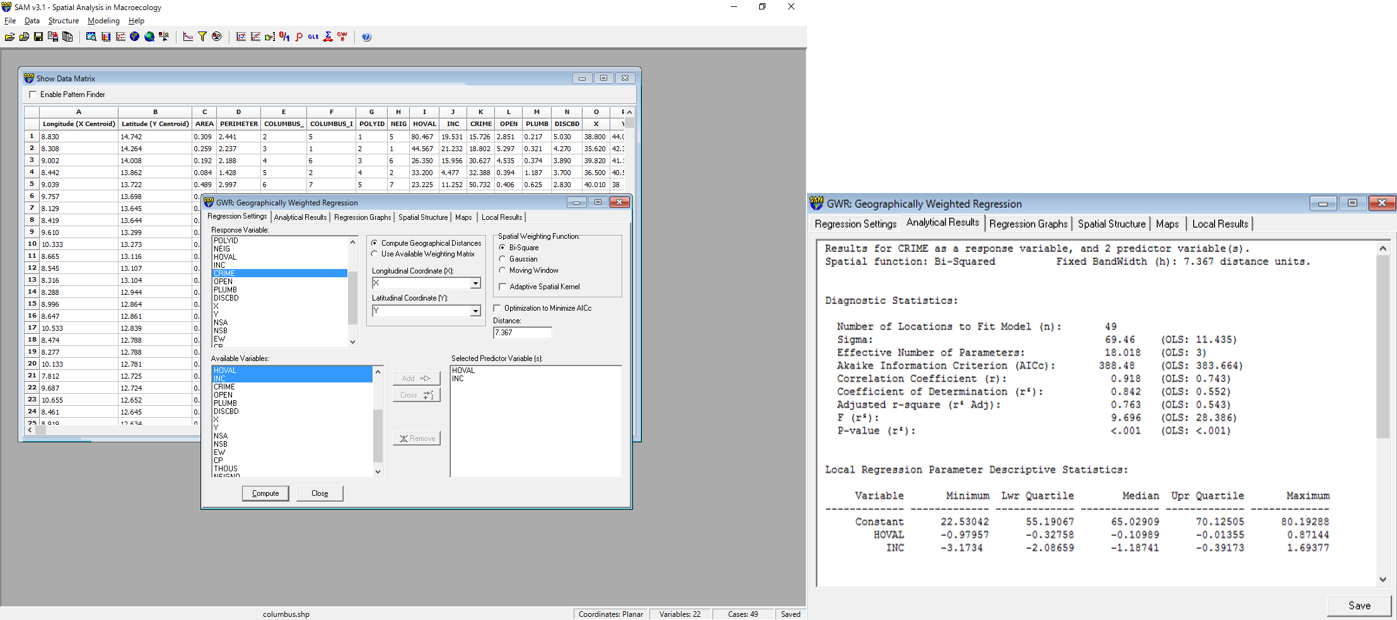 SAM v3.1 - Spatial Analysis in Macroecology
File Data Structure Modeling Help
Show Data Matrix
Enable Pattern Finder
A B C D E F G H I J K L M N O
Longitude (X Centroid) Latitude (Y Centroid) AREA PERIMETER COLUMBUS_ COLUMBUS_I POLYID NEIG HOVAL INC CRIME OPEN PLUMB DISCBD X
1 8.830 14.742 0.309 2.441 2 5 1 5 80.467 19.531 15.726 2.851 0.217 5.030 38.800 44.0
2 8.308 14.264 0.259 2.237 3 1 2 1 44.567 21.232 18.802 5.297 0.321 4.270 35.620 42.
3 9.002 14.008 0.192 2.188 4 6 3 6 26.350 15.956 30.627 4.535 0.374 3.890 39.820 41.
4 8.442 13.862 0.084 1.428 5 2 4 2 33.200 4.477 32.388 0.394 1.187 3.700 36.500 40.
5 9.039 13.722 0.489 2.997 6 7 5 7 23.225 11.252 50.732 0.406 0.625 2.830 40.010 38
6 9.757 13.698
7 8.129 13.645
8 8.419 13.644
9 9.610 13.299
10 10.333 13.273
11 8.665 13.116
12 8.545 13.107
13 8.316 13.104
14 8.288 12.944
15 8.996 12.864
16 8.647 12.861
17 10.533 12.839
18 8.474 12.788
19 8.277 12.788
20 10.133 12.781
21 7.812 12.725
22 9.687 12.724
23 10.655 12.652
24 8.461 12.645
25 8.919 12.634
GWR: Geographically Weighted Regression
Regression Settings Analytical Results Regression Graphs Spatial Structure Maps Local Results
Response Variable:
POLYID
NEIG
HOVAL
INC
CRIME
OPEN
PLUMB
DISCBD
X
Y
NSA
NSB
EW
CP
Compute Geographical Distances
Use Available Weighting Matrix
Longitudinal Coordinate (X):
X
Latitudinal Coordinate (Y):
Y
Spatial Weighting Function:
Bi-Square
Gaussian
Moving Window
Adaptive Spatial Kernel
Optimization to Minimize AICc
Distance:
7.367
Available Variables:
HOVAL
INC
CRIME
OPEN
PLUMB
DISCBD
X
Y
NSA
NSB
EW
CP
THOUS
NEIGNO
Add
Cross
Remove
Selected Predictor Variable (s):
HOVAL
INC
Compute Close
columbus.shp Coordinates: Planar Variables: 22 Cases: 49 Saved
GWR: Geographically Weighted Regression
Regression Settings Analytical Results Regression Graphs Spatial Structure Maps Local Results
Results for CRIME as a response variable, and 2 predictor variable(s).
Spatial function: Bi-Squared Fixed BandWidth (h): 7.367 distance units.
Diagnostic Statistics:
Number of Locations to Fit Model (n): 49
Sigma: 69.46 (OLS: 11.435)
Effective Number of Parameters: 18.018 (OLS: 3)
Akaike Information Criterion (AICc): 388.48 (OLS: 383.664)
Correlation Coefficient (r): 0.918 (OLS: 0.743)
Coefficient of Determination (r²): 0.842 (OLS: 0.552)
Adjusted r-square (r² Adj): 0.763 (OLS: 0.543)
F (r²): 9.696 (OLS: 28.386)
P-value (r²): <.001 (OLS: <.001)
Local Regression Parameter Descriptive Statistics:
Variable Minimum Lwr Quartile Median Upr Quartile Maximum
Constant 22.53042 55.19067 65.02909 70.12505 80.19288
HOVAL -0.97957 -0.32758 -0.10989 -0.01355 0.87144
INC -3.1734 -2.08659 -1.18741 -0.39173 1.69377
Save